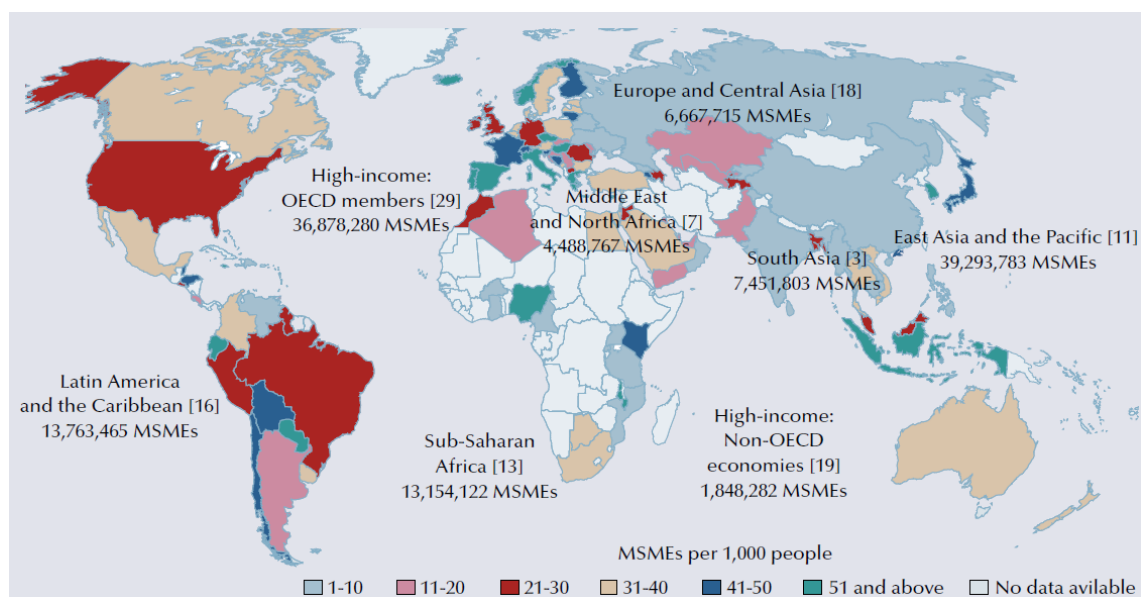 Europe and Central Asia [18]
6,667,715 MSMEs
High-income:
OECD members [29]
36,878,280 MSMEs
Middle East
and North Africa [7]
4,488,767 MSMEs
South Asia [3]
7,451,803 MSMEs
East Asia and the Pacific [11]
39,293,783 MSMEs
Latin America
and the Caribbean [16]
13,763,465 MSMEs
Sub-Saharan
Africa [13]
13,154,122 MSMEs
High-income:
Non-OECD
economies [19]
1,848,282 MSMEs
MSMEs per 1,000 people
1-10
11-20
21-30
31-40
41-50
51 and above
No data avilable